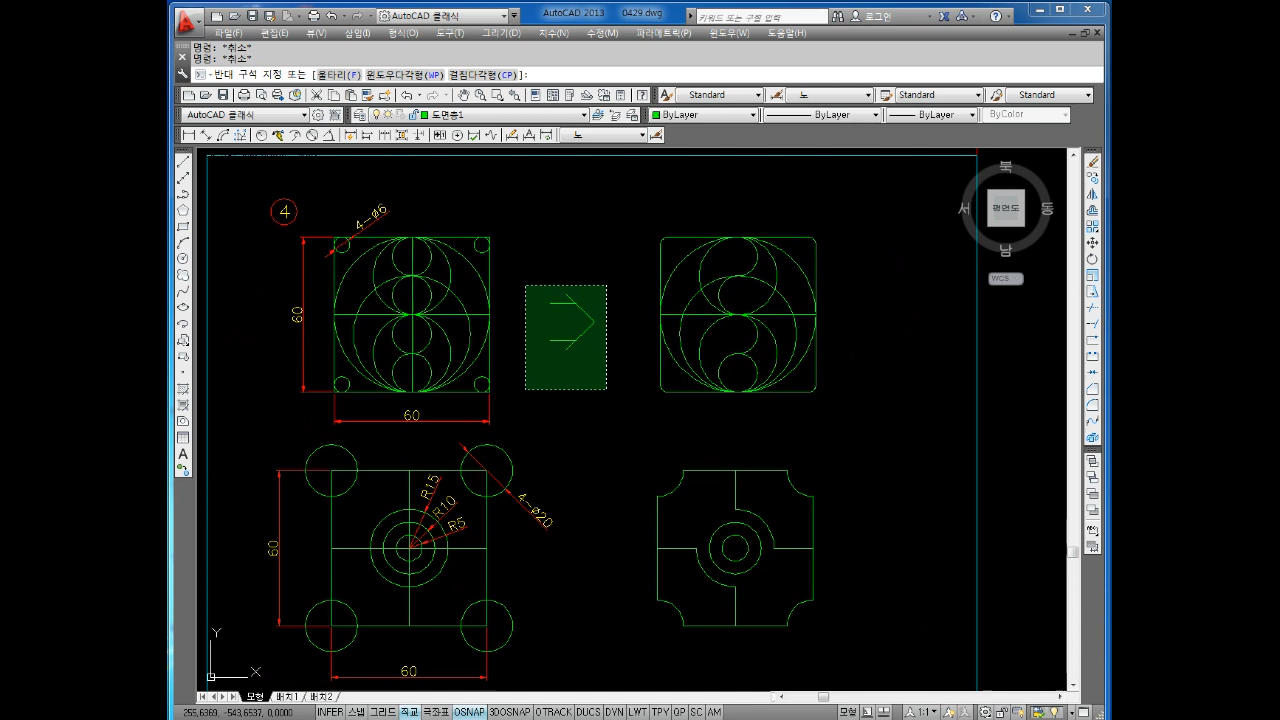 AutoCAD 클래식 AutoCAD 2013 0429.dwg 키워드 또는 구절 입력 로그인
파일(F) 편집(E) 뷰(V) 삽입(I) 형식(O) 도구(T) 그리기(D) 치수(N) 수정(M) 파라메트릭(P) 윈도우(W) 도움말(H)
명령: *취소*
명령: *취소*
반대 구석 지정 또는 [울타리(F) 윈도우다각형(WP) 걸침다각형(CP)]:
Standard Standard Standard
AutoCAD 클래식 도면층1 ByLayer ByLayer ByLayer ByColor
북
서 평면도 동
남
WCS
4 4-ø6
60
60
R15 R10 R5 4-ø20
60
60
Y
X
모형 배치1 배치2
255,6369, -543,6537, 0,0000 INFER 스냅 그리드 직교 극좌표 OSNAP 3DOSNAP OTRACK DUCS DYN LWT TPY QP SC AM 모형 1:1